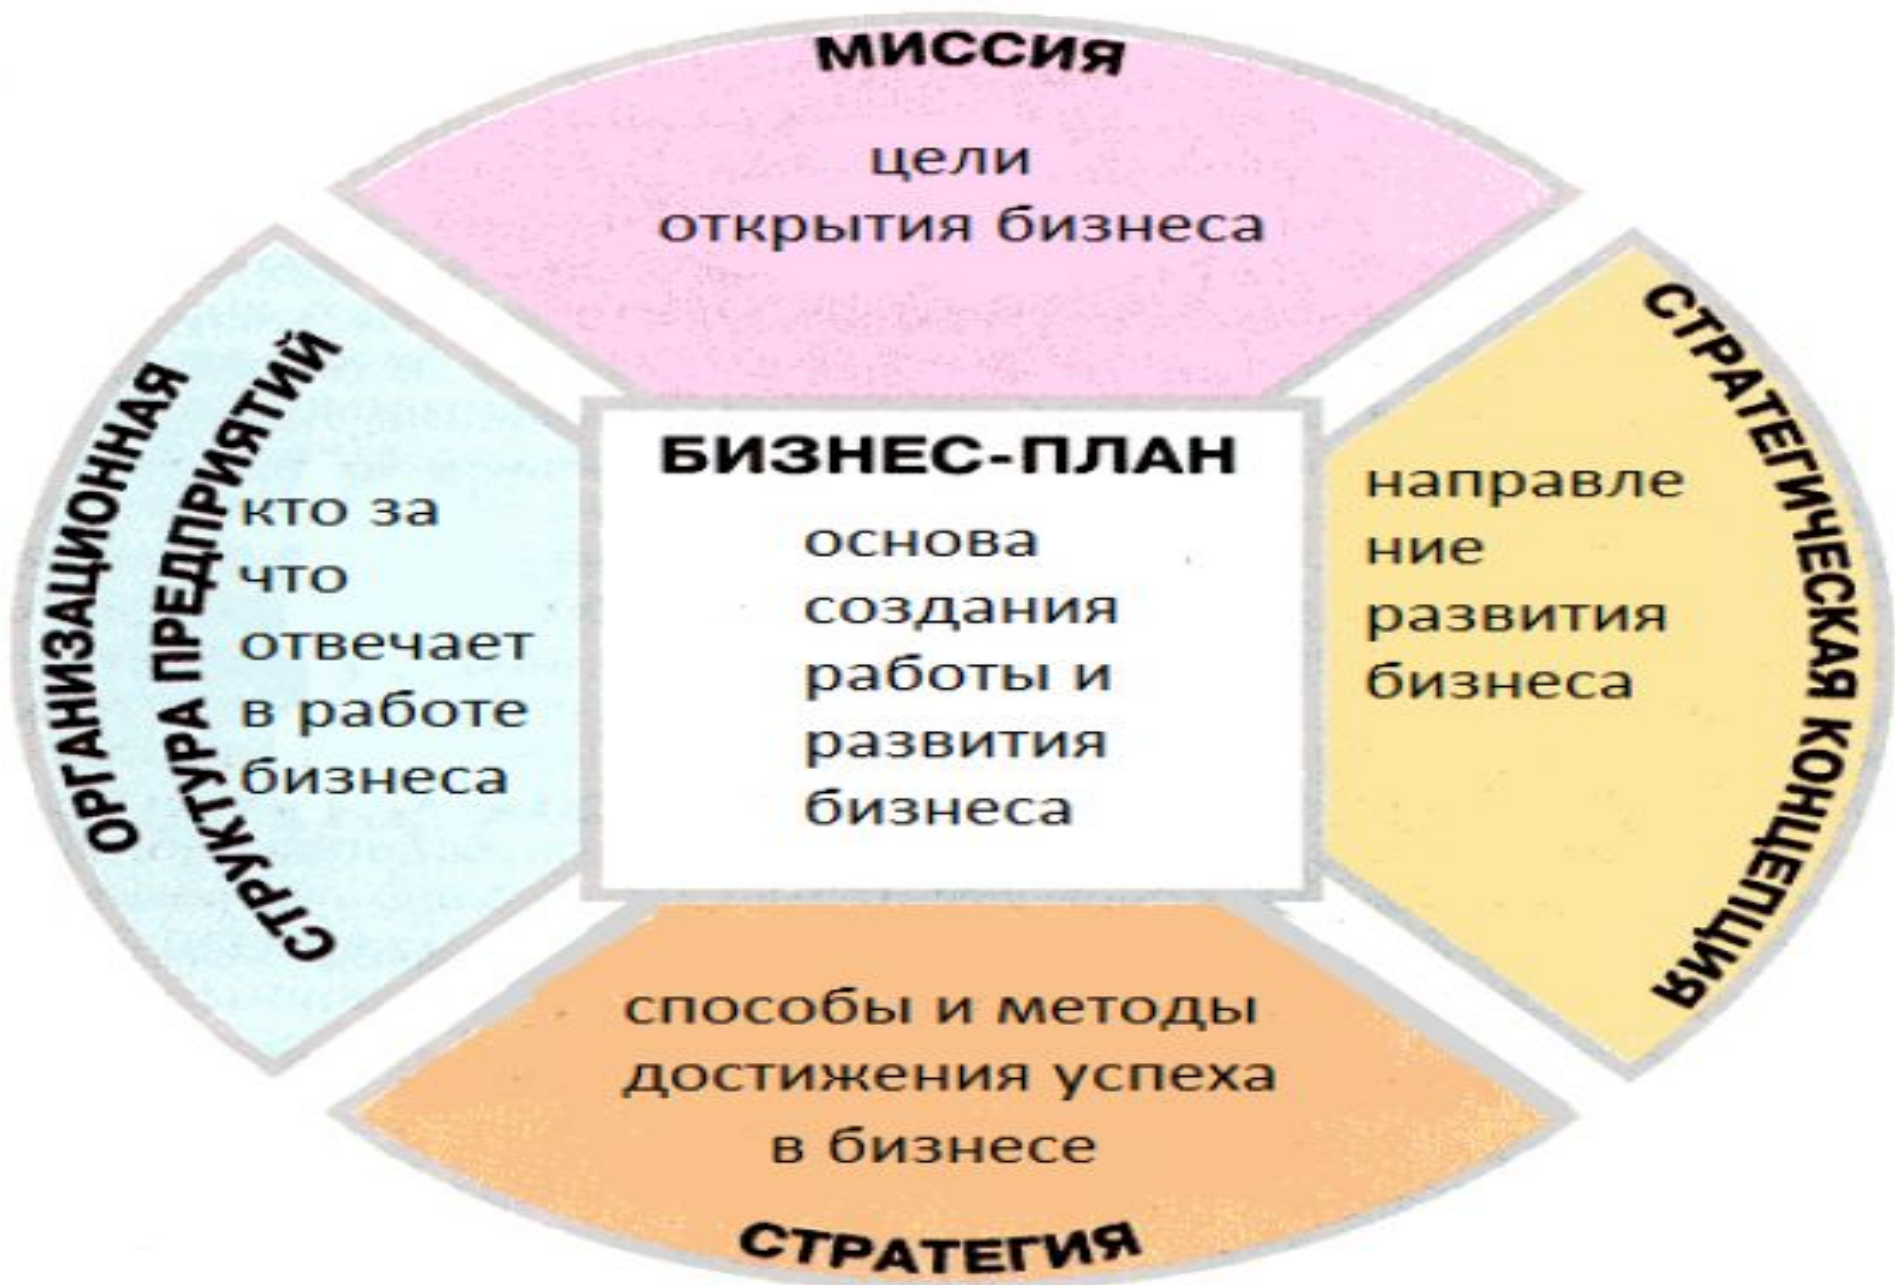 МИССИЯ
цели
открытия бизнеса
ОРГАНИЗАЦИОННАЯ
СТРУКТУРА ПРЕДПРИЯТИЙ
кто за
что
отвечает
в работе
бизнеса
БИЗНЕС-ПЛАН
основа
создания
работы и
развития
бизнеса
направле
ние
развития
бизнеса
СТРАТЕГИЧЕСКАЯ КОНЦЕПЦИЯ
способы и методы
достижения успеха
в бизнесе
СТРАТЕГИЯ